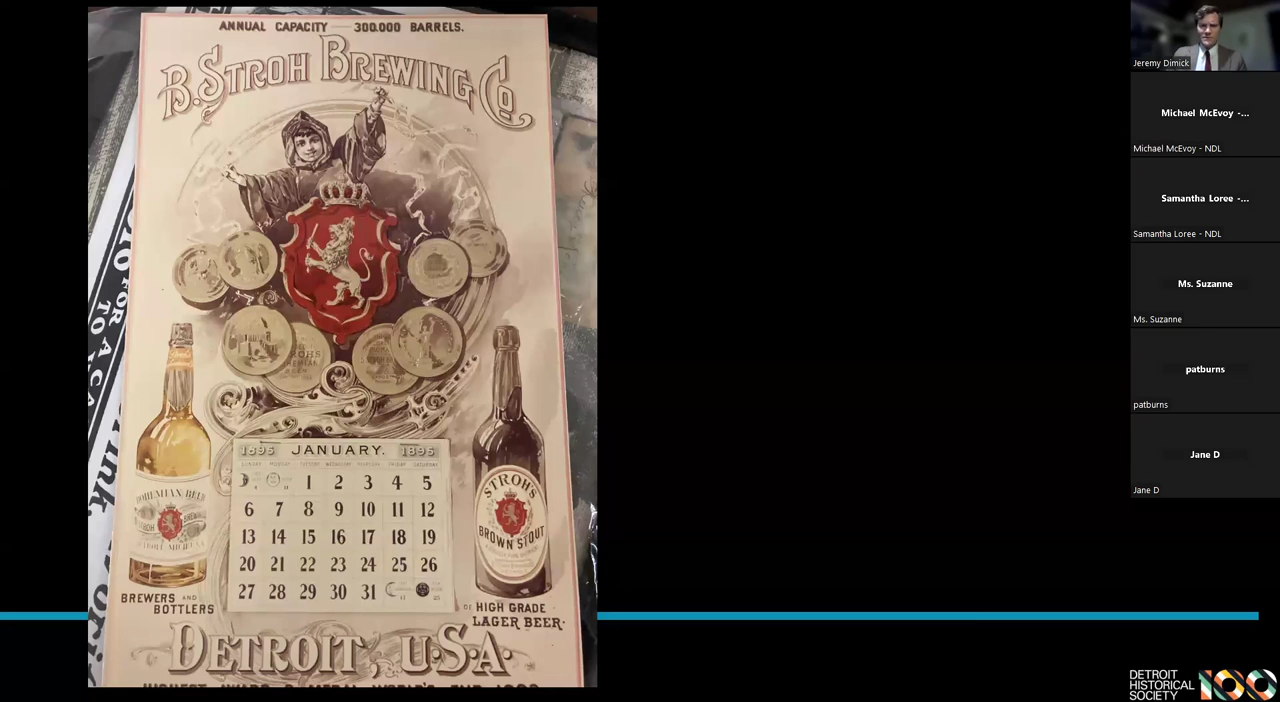 ANNUAL CAPACITY — 300.000 BARRELS.
B. STROH BREWING CO
1895 JANUARY. 1895
1 2 3 4 5
6 7 8 9 10 11 12
13 14 15 16 17 18 19
20 21 22 23 24 25 26
27 28 29 30 31
BOHEMIAN BEER
STROH'S
BROWN STOUT
BREWERS AND
BOTTLERS
OF HIGH GRADE
LAGER BEER.
DETROIT, U.S.A.
FOR A
TO A CA
Jeremy Dimick
Michael McEvoy -...
Michael McEvoy - NDL
Samantha Loree -...
Samantha Loree - NDL
Ms. Suzanne
Ms. Suzanne
patburns
patburns
Jane D
Jane D
DETROIT
HISTORICAL
SOCIETY
100